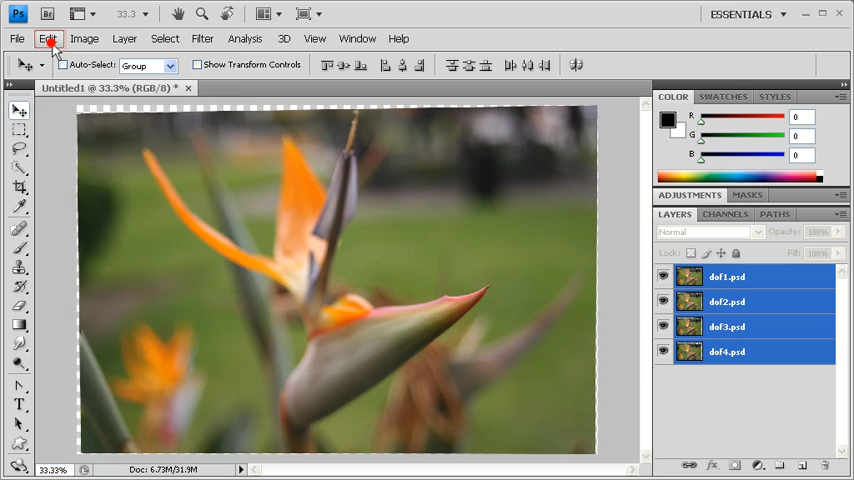 Ps Br 33.3 ESSENTIALS
File Edit Image Layer Select Filter Analysis 3D View Window Help
Auto-Select: Group Show Transform Controls
Untitled1 @ 33.3% (RGB/8) * ×
COLOR SWATCHES STYLES
R 0
G 0
B 0
ADJUSTMENTS MASKS
LAYERS CHANNELS PATHS
Normal Opacity: 100%
Lock: Fill: 100%
dof1.psd
dof2.psd
dof3.psd
dof4.psd
T
33.33% Doc: 6.73M/31.9M
fx